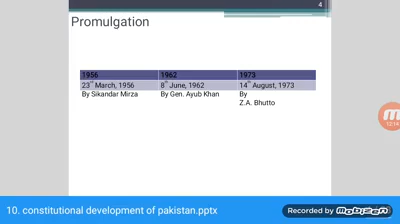 4
Promulgation
1956 1962 1973
23rd March, 1956 8th June, 1962 14th August, 1973
By Sikandar Mirza By Gen. Ayub Khan By
Z.A. Bhutto
10. constitutional development of pakistan.pptx
Recorded by
MOBIZEN